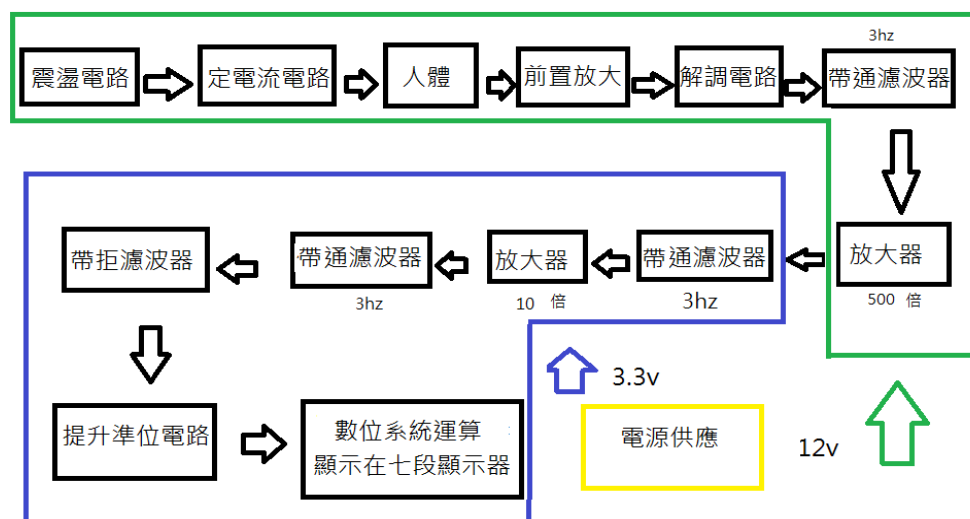 3hz
震盪電路
定電流電路
人體
前置放大
解調電路
帶通濾波器
帶拒濾波器
帶通濾波器
放大器
帶通濾波器
放大器
3hz
10 倍
3hz
500 倍
3.3v
提升準位電路
數位系統運算
顯示在七段顯示器
電源供應
12v